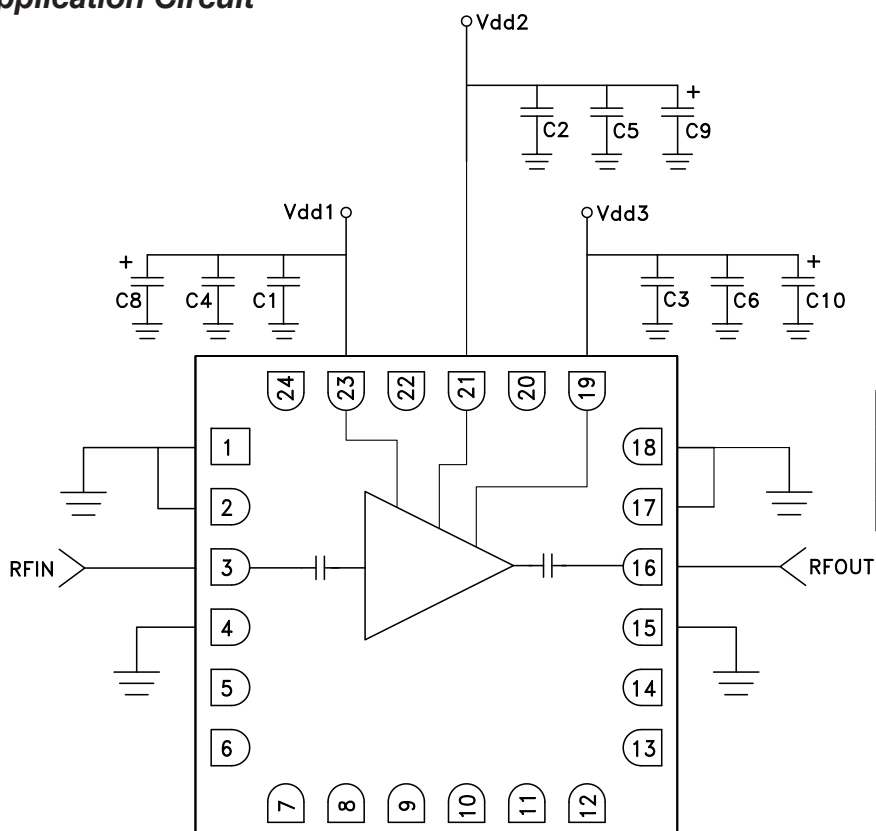 pplication Circuit
Vdd2
+
C2 C5 C9
Vdd1 Vdd3
+ +
C8 C4 C1 C3 C6 C10
24 23 22 21 20 19
1 18
2 17
RFIN 3 16 RFOUT
4 15
5 14
6 13
7 8 9 10 11 12